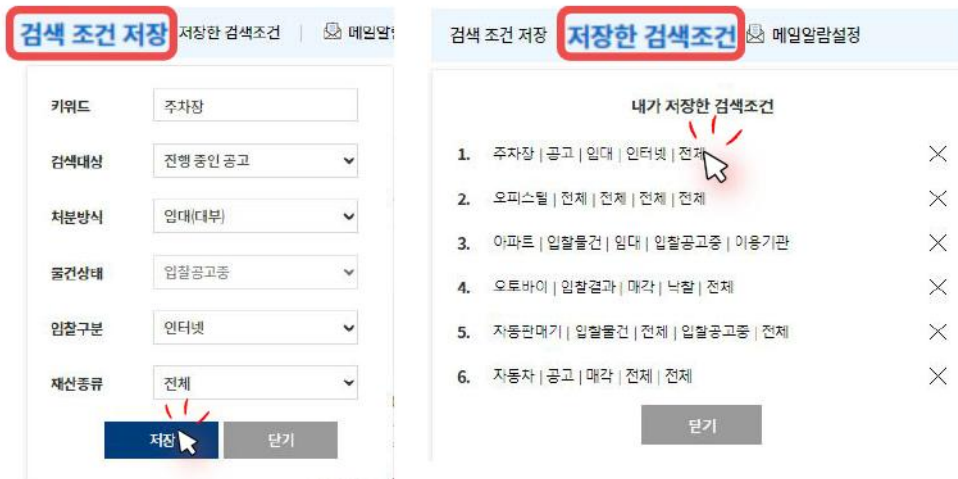 검색 조건 저장 저장한 검색조건 | 메일알
키워드 주차장
검색대상 진행 중인 공고
처분방식 임대(대부)
물건상태 입찰공고중
입찰구분 인터넷
재산종류 전체
저장 닫기
검색 조건 저장 저장한 검색조건 메일알람설정
내가 저장한 검색조건
1. 주차장 | 공고 | 임대 | 인터넷 | 전체
2. 오피스텔 | 전체 | 전체 | 전체 | 전체
3. 아파트 | 입찰물건 | 임대 | 입찰공고중 | 이용기관
4. 오토바이 | 입찰결과 | 매각 | 낙찰 | 전체
5. 자동판매기 | 입찰물건 | 전체 | 입찰공고중 | 전체
6. 자동차 | 공고 | 매각 | 전체 | 전체
닫기